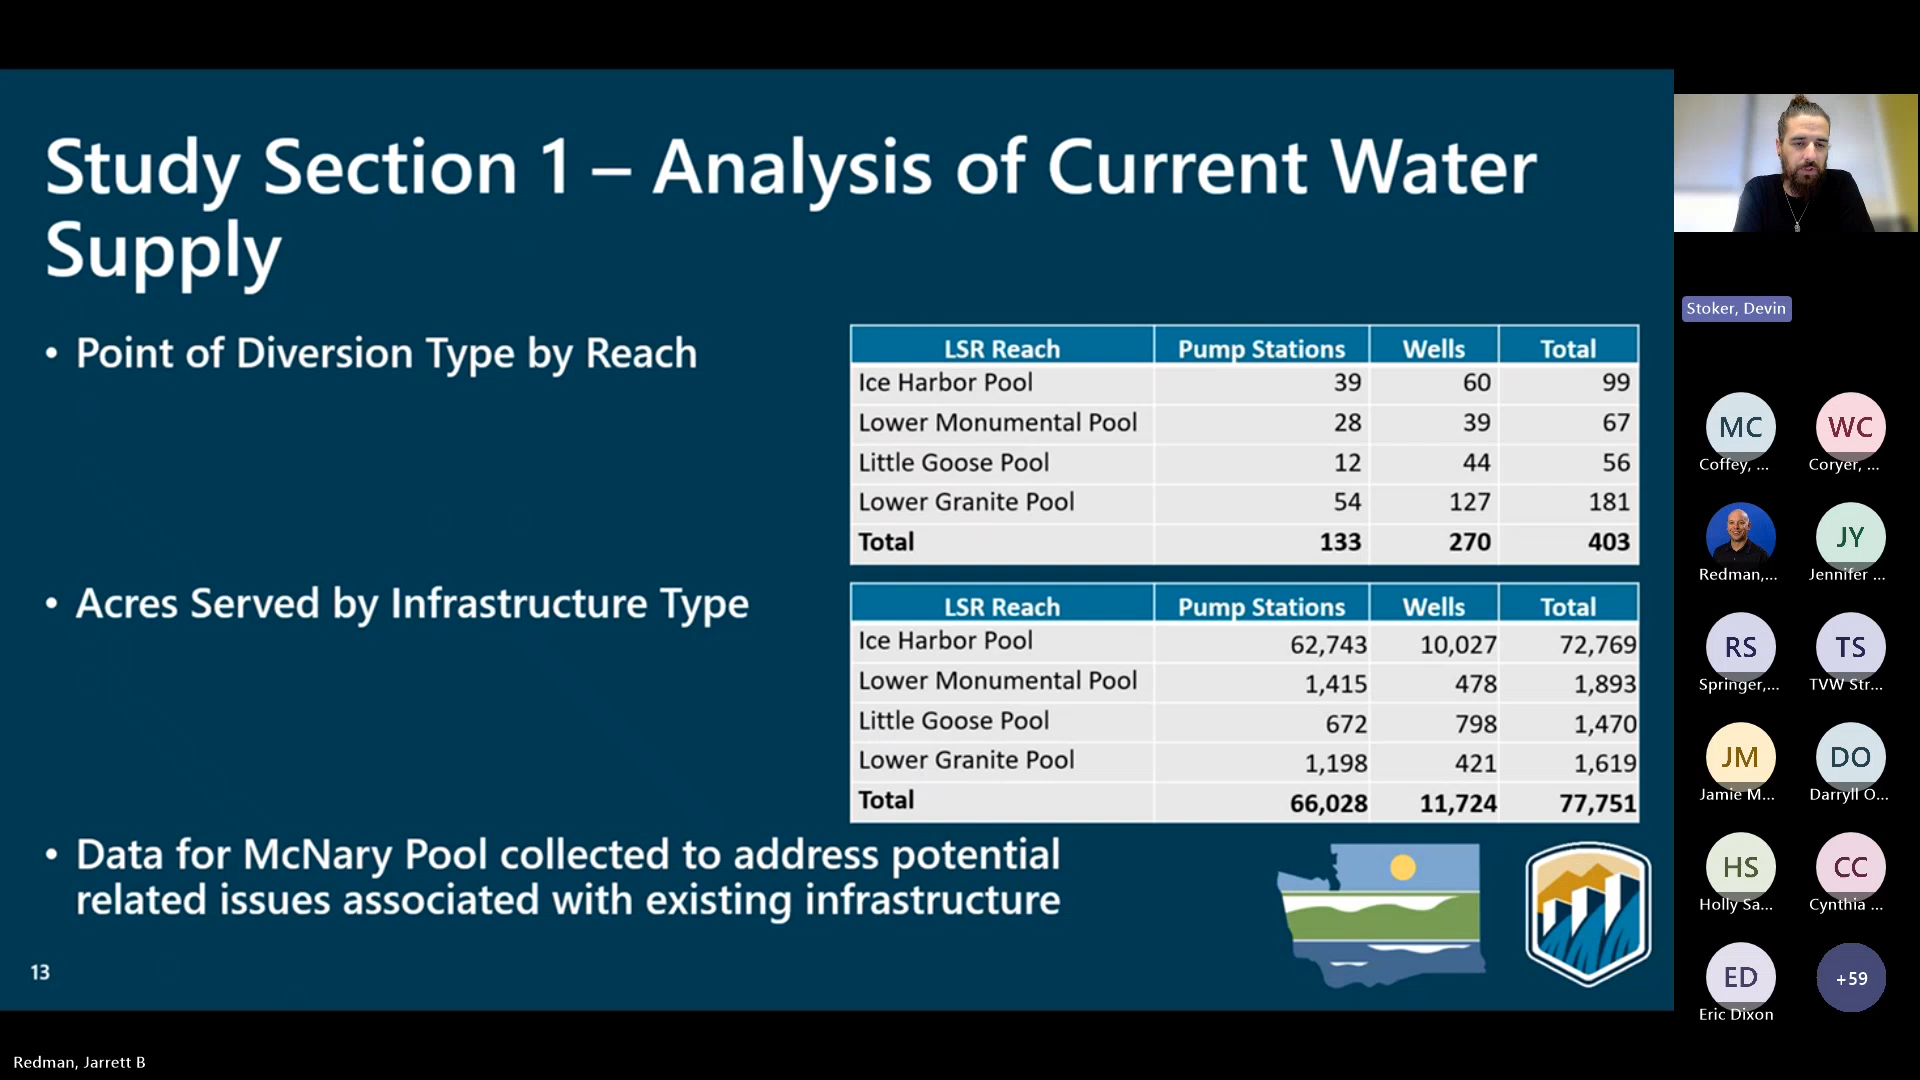 Study Section 1 – Analysis of Current Water
Supply
• Point of Diversion Type by Reach
LSR Reach Pump Stations Wells Total
Ice Harbor Pool 39 60 99
Lower Monumental Pool 28 39 67
Little Goose Pool 12 44 56
Lower Granite Pool 54 127 181
Total 133 270 403
• Acres Served by Infrastructure Type
LSR Reach Pump Stations Wells Total
Ice Harbor Pool 62,743 10,027 72,769
Lower Monumental Pool 1,415 478 1,893
Little Goose Pool 672 798 1,470
Lower Granite Pool 1,198 421 1,619
Total 66,028 11,724 77,751
• Data for McNary Pool collected to address potential
related issues associated with existing infrastructure
13
Stoker, Devin
MC WC
Coffey, ... Coryer, ...
JY
Redman,... Jennifer ...
RS TS
Springer,... TVW Str...
JM DO
Jamie M... Darryll O...
HS CC
Holly Sa... Cynthia ...
ED +59
Eric Dixon
Redman, Jarrett B